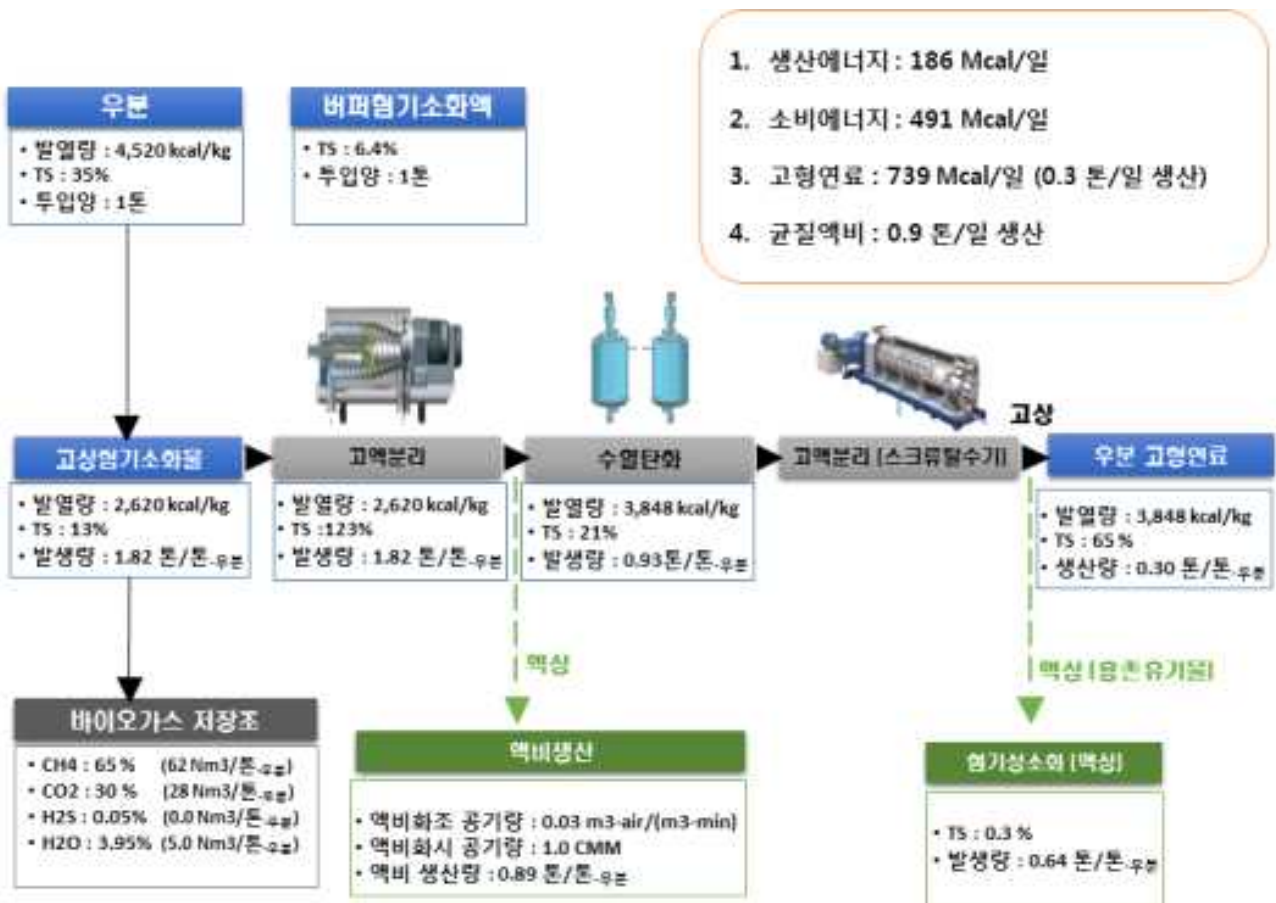 1. 생산에너지 : 186 Mcal/일
2. 소비에너지 : 491 Mcal/일
3. 고형연료 : 739 Mcal/일 (0.3 톤/일 생산)
4. 균질액비 : 0.9 톤/일 생산
우분
• 발열량 : 4,520 kcal/kg
• TS : 35%
• 투입양 : 1톤
버퍼혐기소화액
• TS : 6.4%
• 투입양 : 1톤
고상혐기소화물
• 발열량 : 2,620 kcal/kg
• TS : 13%
• 발생량 : 1.82 톤/톤-우분
고액분리
• 발열량 : 2,620 kcal/kg
• TS :123%
• 발생량 : 1.82 톤/톤-우분
수열탄화
• 발열량 : 3,848 kcal/kg
• TS : 21%
• 발생량 : 0.93톤/톤-우분
고액분리 (스크류탈수기)
고상
우분 고형연료
• 발열량 : 3,848 kcal/kg
• TS : 65 %
• 생산량 : 0.30 톤/톤-우분
액상
액상 (용존유기물)
바이오가스 저장조
• CH4 : 65 % (62 Nm3/톤-우분)
• CO2 : 30 % (28 Nm3/톤-우분)
• H2S : 0.05% (0.0 Nm3/톤-우분)
• H2O : 3.95% (5.0 Nm3/톤-우분)
액비생산
• 액비화조 공기량 : 0.03 m3-air/(m3-min)
• 액비화시 공기량 : 1.0 CMM
• 액비 생산량 : 0.89 톤/톤-우분
혐기성소화 (액상)
• TS : 0.3 %
• 발생량 : 0.64 톤/톤-우분